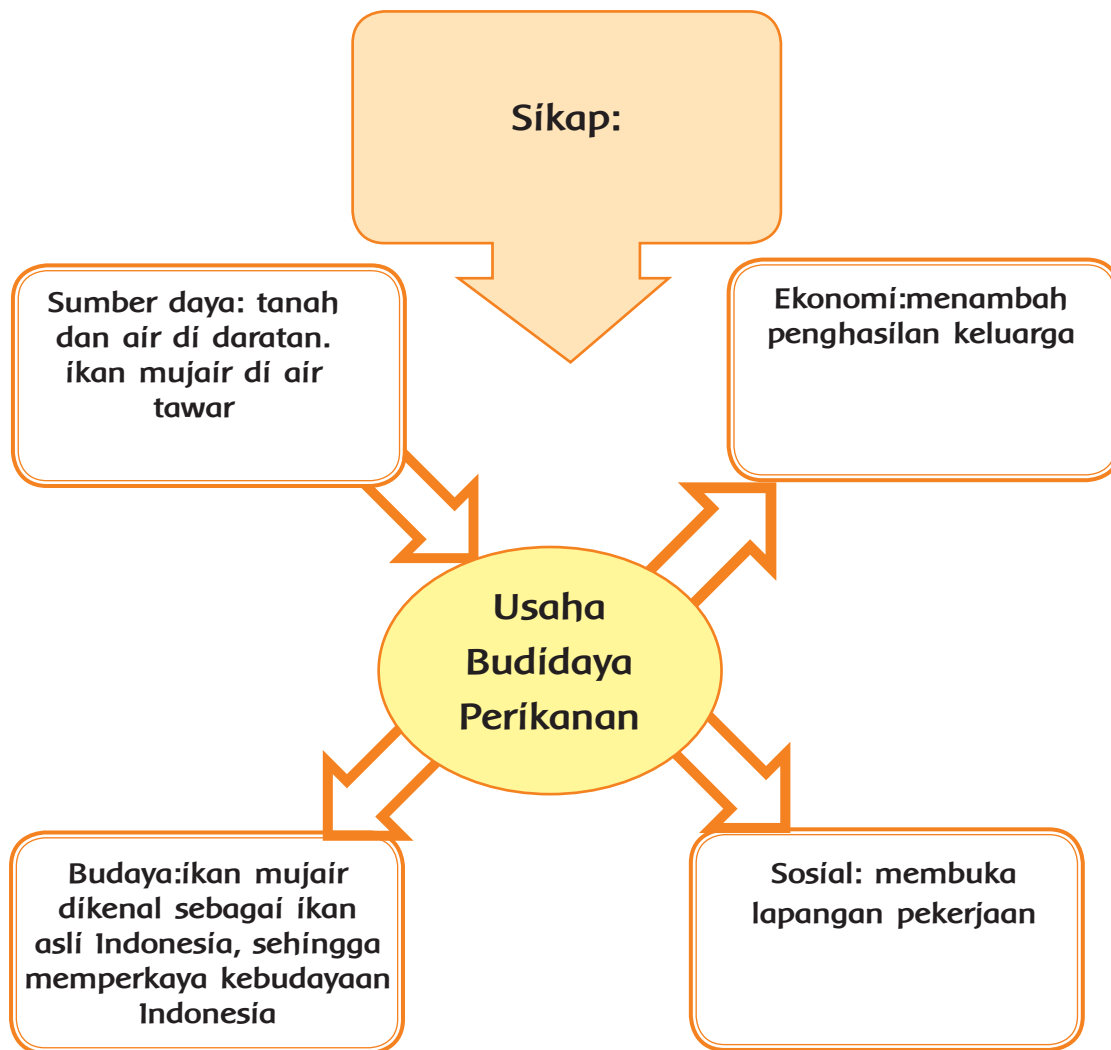 Sikap:
Sumber daya: tanah
dan air di daratan.
ikan mujair di air
tawar
Ekonomi:menambah
penghasilan keluarga
Usaha
Budidaya
Perikanan
Budaya:ikan mujair
dikenal sebagai ikan
asli Indonesia, sehingga
memperkaya kebudayaan
Indonesia
Sosial: membuka
lapangan pekerjaan